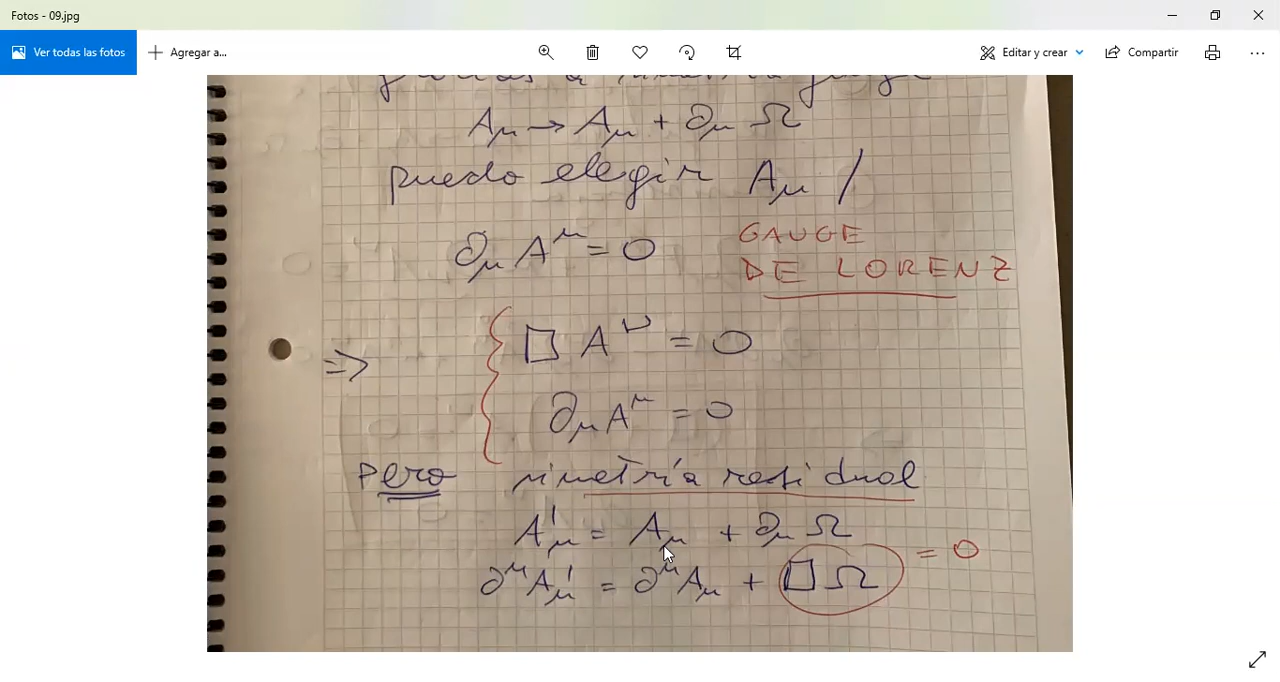 Fotos - 09.jpg
Ver todas las fotos
Agregar a...
Editar y crear
Compartir
Aμ → Aμ + ∂μ Ω
puedo elegir Aμ /
∂μ A^μ = 0
GAUGE
DE LORENZ
⇒ { □ A^ν = 0
∂μ A^μ = 0
Pero simetría residual
A'μ = Aμ + ∂μ Ω
∂^μ A'μ = ∂^μ Aμ + □ Ω = 0